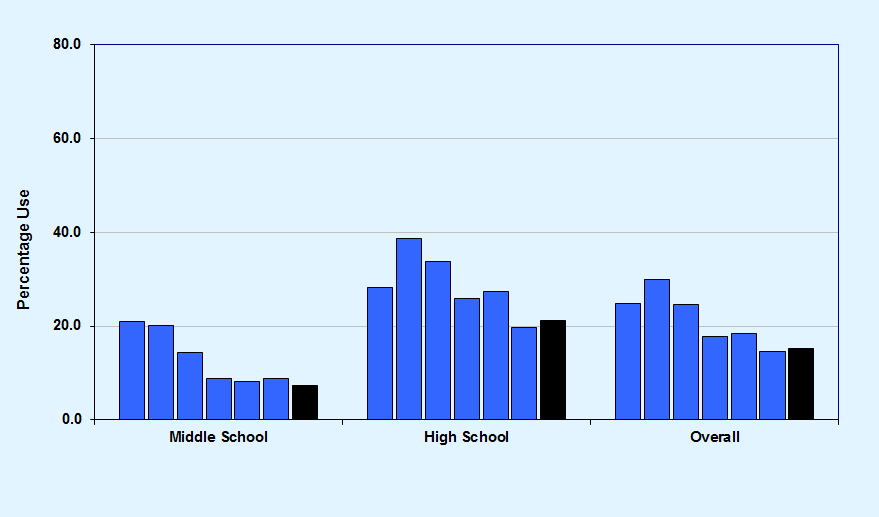 80.0
60.0
40.0
20.0
0.0
Percentage Use
Middle School
High School
Overall